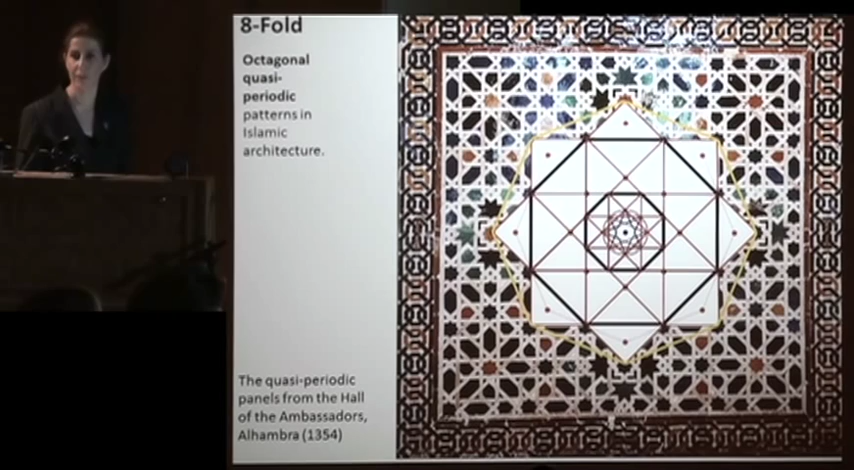 8-Fold
Octagonal
quasi-
periodic
patterns in
Islamic
architecture.
The quasi-periodic
panels from the Hall
of the Ambassadors,
Alhambra (1354)